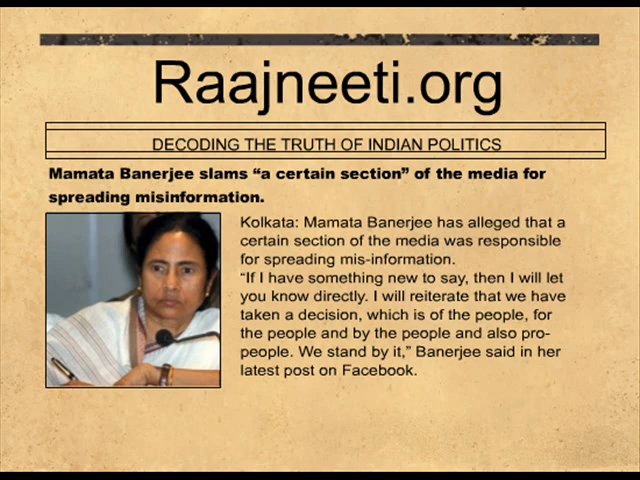 Raajneeti.org
DECODING THE TRUTH OF INDIAN POLITICS
Mamata Banerjee slams “a certain section” of the media for
spreading misinformation.
Kolkata: Mamata Banerjee has alleged that a
certain section of the media was responsible
for spreading mis-information.
“If I have something new to say, then I will let
you know directly. I will reiterate that we have
taken a decision, which is of the people, for
the people and by the people and also pro-
people. We stand by it,” Banerjee said in her
latest post on Facebook.